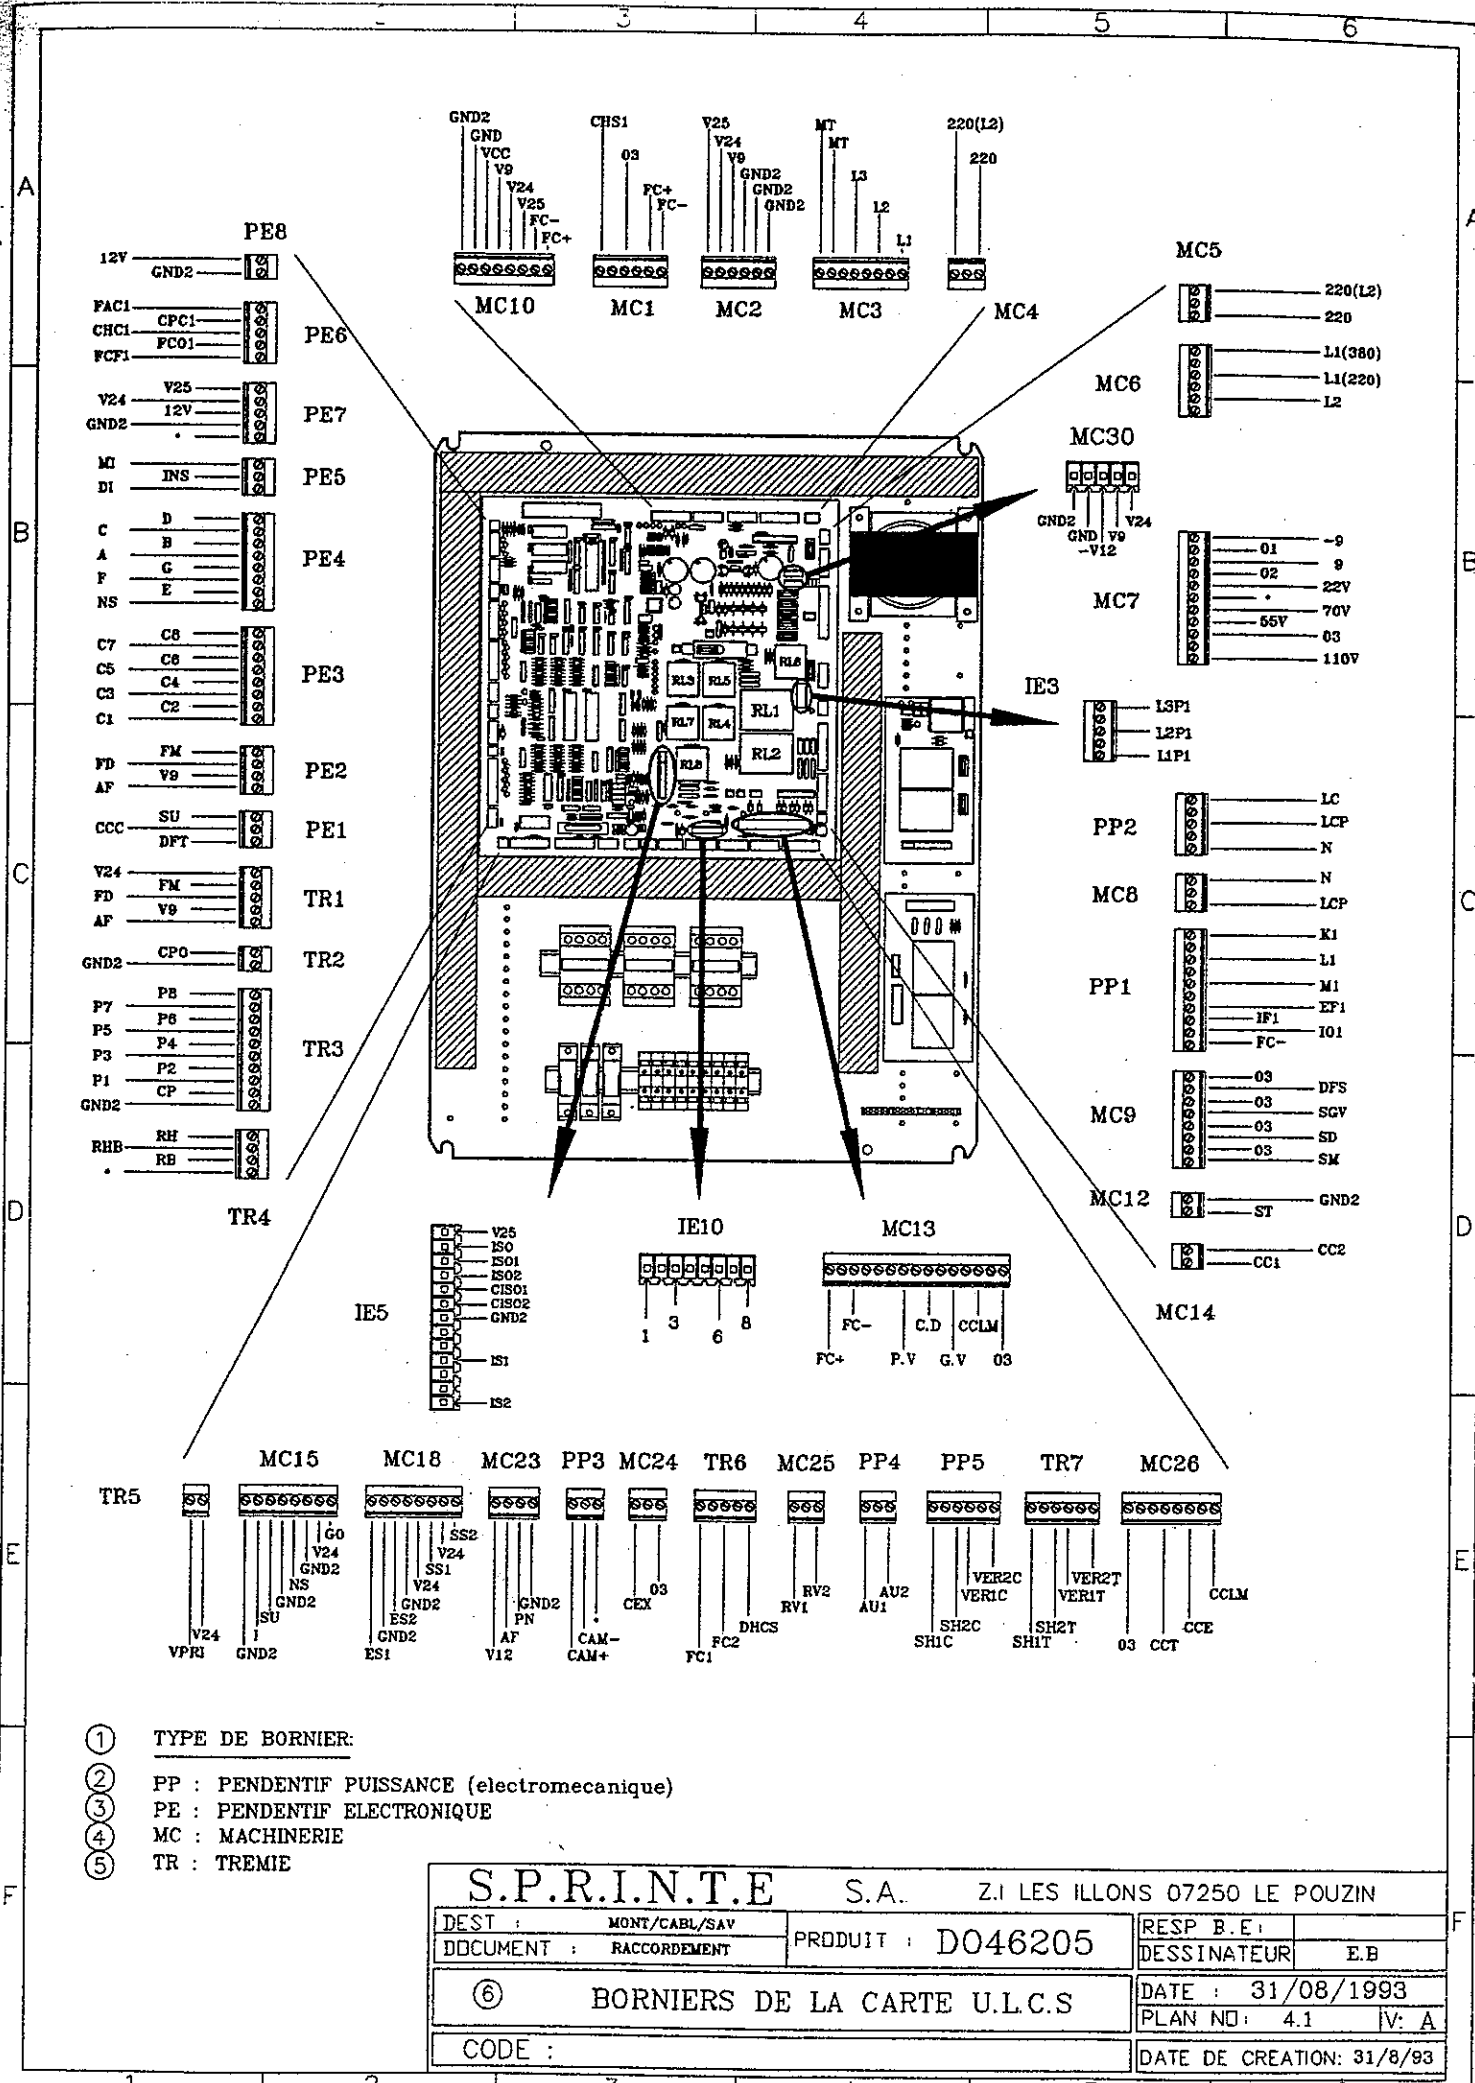 3
4
5
6
A
B
C
D
E
F
GND2
GND
VCC
V9
V24
V25
FC-
FC+
MC10
CHS1
03
FC+
FC-
MC1
V25
V24
V9
GND2
GND2
GND2
MC2
MT
MT
L3
L2
L1
MC3
220(L2)
220
MC4
PE8
12V
GND2
FAC1
CPC1
CHC1
FCO1
FCF1
PE6
V25
V24
12V
GND2
PE7
MI
INS
DI
PE5
D
C
B
A
G
F
E
NS
PE4
C8
C7
C6
C5
C4
C3
C2
C1
PE3
FM
FD
V9
AF
PE2
SU
CCC
DFT
PE1
V24
FM
FD
V9
AF
TR1
CPO
GND2
TR2
P8
P7
P6
P5
P4
P3
P2
P1
CP
GND2
TR3
RH
RHB
RB
TR4
RL6
RL3
RL5
RL1
RL7
RL4
RL2
RL8
MC5
220(L2)
220
MC6
L1(380)
L1(220)
L2
MC30
GND2
GND
-V12
V9
V24
MC7
~9
01
9
02
22V
70V
55V
03
110V
IE3
L3P1
L2P1
L1P1
PP2
LC
LCP
N
MC8
N
LCP
PP1
K1
L1
M1
EF1
IF1
IO1
FC-
MC9
03
DFS
03
SGV
03
SD
03
SM
MC12
GND2
ST
CC2
CC1
MC14
IE5
V25
ISO
ISO1
ISO2
CISO1
CISO2
GND2
IS1
IS2
IE10
1
3
6
8
MC13
FC+
FC-
P.V
C.D
G.V
CCLM
03
TR5
VPRI
V24
MC15
GND2
I
SU
GND2
NS
GND2
V24
GO
MC18
ES1
GND2
ES2
GND2
V24
SS1
V24
SS2
MC23
V12
AF
PN
GND2
PP3
CAM+
CAM-
MC24
CEX
03
TR6
FC1
FC2
DHCS
MC25
RV1
RV2
PP4
AU1
AU2
PP5
SH1C
SH2C
VER1C
VER2C
TR7
SH1T
SH2T
VER1T
VER2T
MC26
03
CCT
CCE
CCLM
1 TYPE DE BORNIER:
2 PP : PENDENTIF PUISSANCE (electromecanique)
3 PE : PENDENTIF ELECTRONIQUE
4 MC : MACHINERIE
5 TR : TREMIE
S.P.R.I.N.T.E S.A. Z.I LES ILLONS 07250 LE POUZIN
DEST : MONT/CABL/SAV
DOCUMENT : RACCORDEMENT
PRODUIT : D046205
RESP B.E:
DESSINATEUR E.B
6 BORNIERS DE LA CARTE U.L.C.S
DATE : 31/08/1993
PLAN NO: 4.1 V: A
CODE :
DATE DE CREATION: 31/8/93